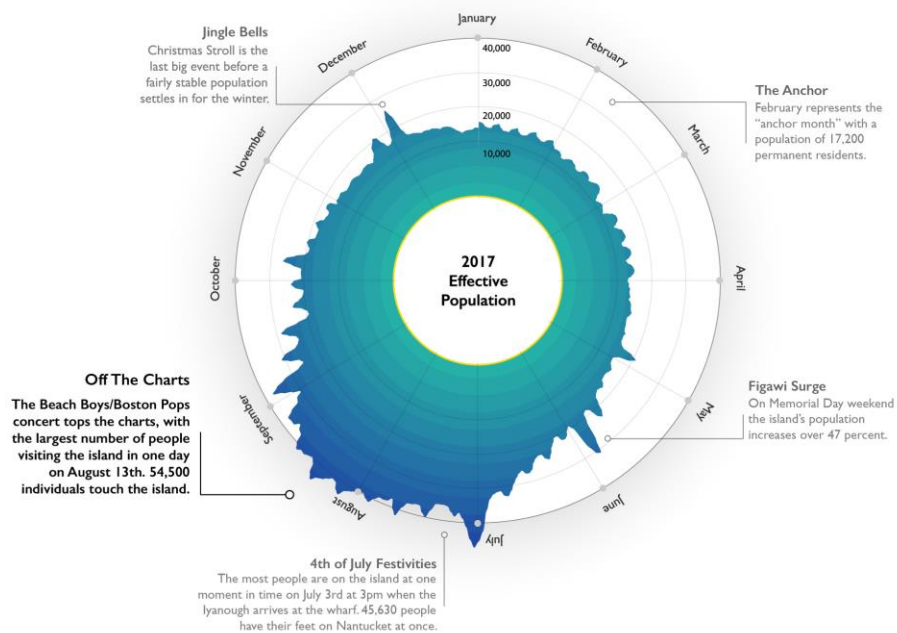 January
February
March
April
May
June
July
August
September
October
November
December
40,000
30,000
20,000
10,000
2017
Effective
Population
Jingle Bells
Christmas Stroll is the
last big event before a
fairly stable population
settles in for the winter.
The Anchor
February represents the
“anchor month” with a
population of 17,200
permanent residents.
Figawi Surge
On Memorial Day weekend
the island’s population
increases over 47 percent.
Off The Charts
The Beach Boys/Boston Pops
concert tops the charts, with
the largest number of people
visiting the island in one day
on August 13th. 54,500
individuals touch the island.
4th of July Festivities
The most people are on the island at one
moment in time on July 3rd at 3pm when the
Iyanough arrives at the wharf. 45,630 people
have their feet on Nantucket at once.